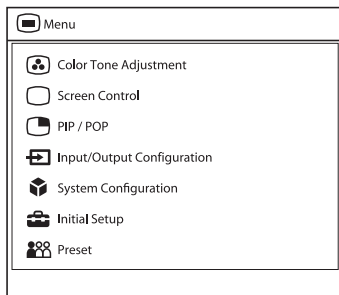 Menu
Color Tone Adjustment
Screen Control
PIP / POP
Input/Output Configuration
System Configuration
Initial Setup
Preset